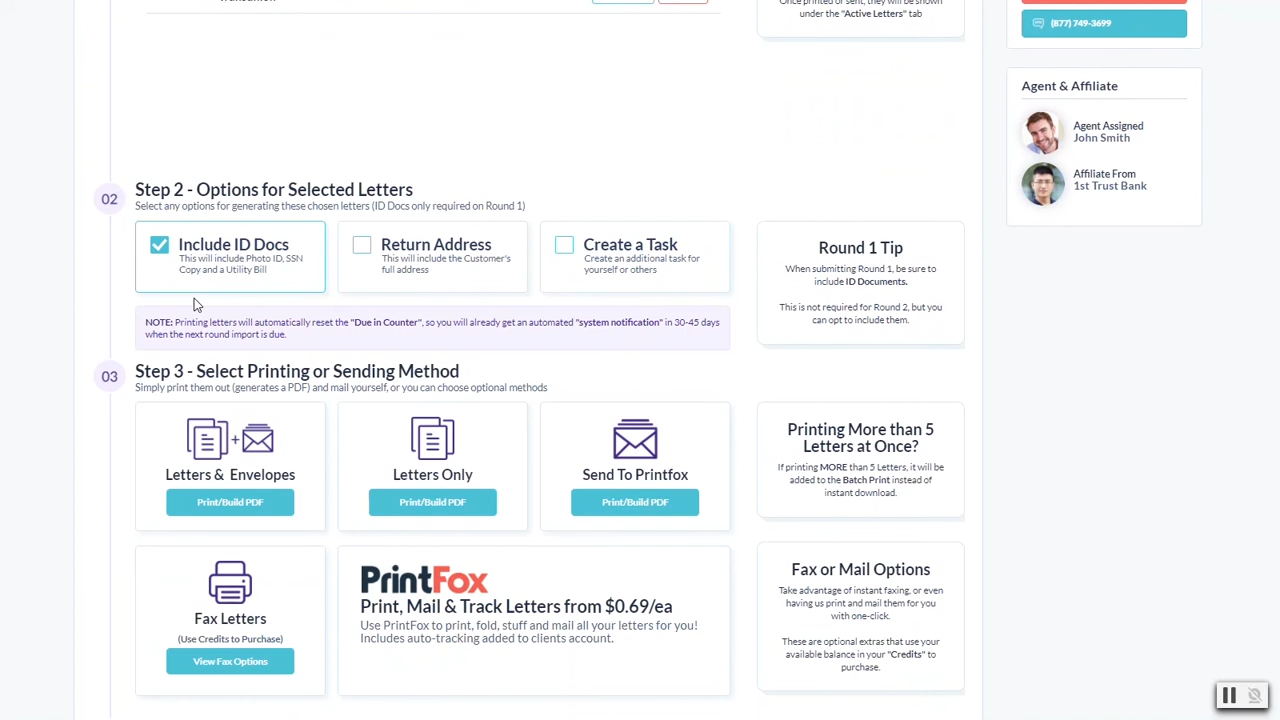 Once printed or sent, they will be shown
under the "Active Letters" tab
(877) 749-3699
Agent & Affiliate
Agent Assigned
John Smith
Affiliate From
1st Trust Bank
02
Step 2 - Options for Selected Letters
Select any options for generating these chosen letters (ID Docs only required on Round 1)
Include ID Docs
This will include Photo ID, SSN
Copy and a Utility Bill
Return Address
This will include the Customer's
full address
Create a Task
Create an additional task for
yourself or others
Round 1 Tip
When submitting Round 1, be sure to
include ID Documents.
This is not required for Round 2, but you
can opt to include them.
NOTE: Printing letters will automatically reset the "Due in Counter", so you will already get an automated "system notification" in 30-45 days
when the next round import is due.
03
Step 3 - Select Printing or Sending Method
Simply print them out (generates a PDF) and mail yourself, or you can choose optional methods
Letters & Envelopes
Print/Build PDF
Letters Only
Print/Build PDF
Send To Printfox
Print/Build PDF
Printing More than 5
Letters at Once?
If printing MORE than 5 Letters, it will be
added to the Batch Print instead of
instant download.
Fax Letters
(Use Credits to Purchase)
View Fax Options
PrintFox
Print, Mail & Track Letters from $0.69/ea
Use PrintFox to print, fold, stuff and mail all your letters for you!
Includes auto-tracking added to clients account.
Fax or Mail Options
Take advantage of instant faxing, or even
having us print and mail them for you
with one-click.
These are optional extras that use your
available balance in your "Credits" to
purchase.